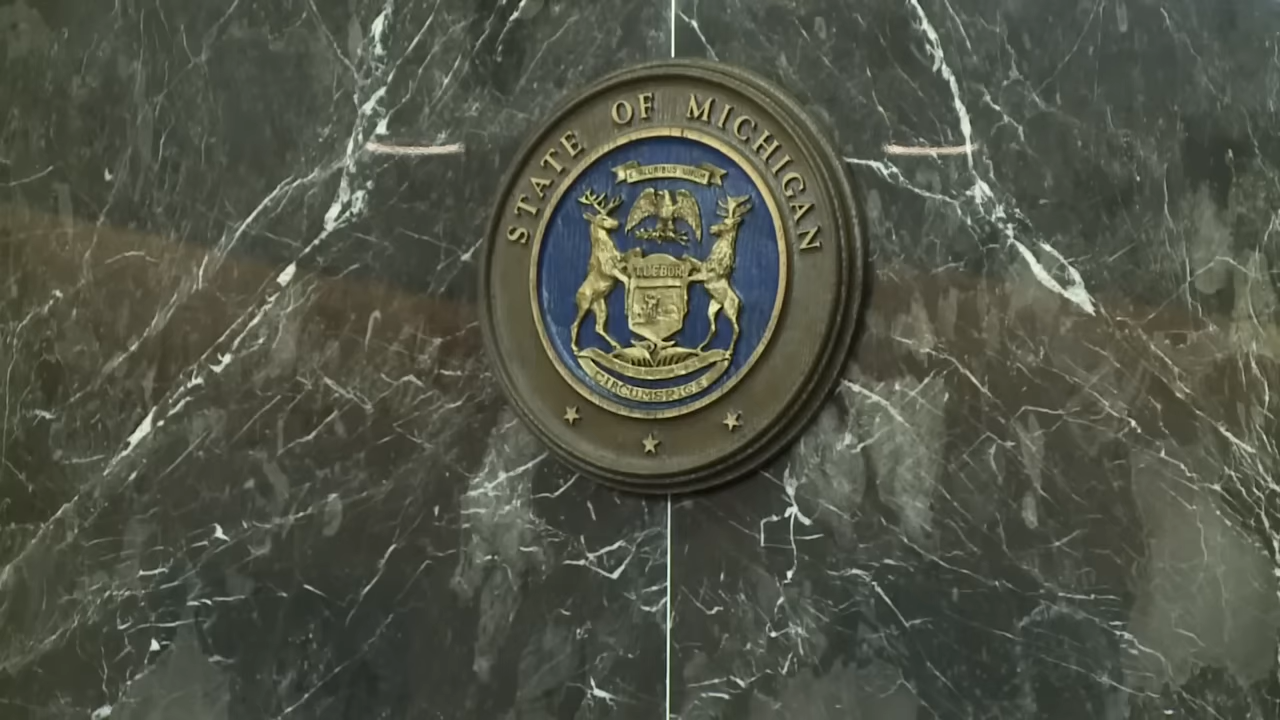 STATE OF MICHIGAN
E PLURIBUS UNUM
TUEBOR
CIRCUMSPICE